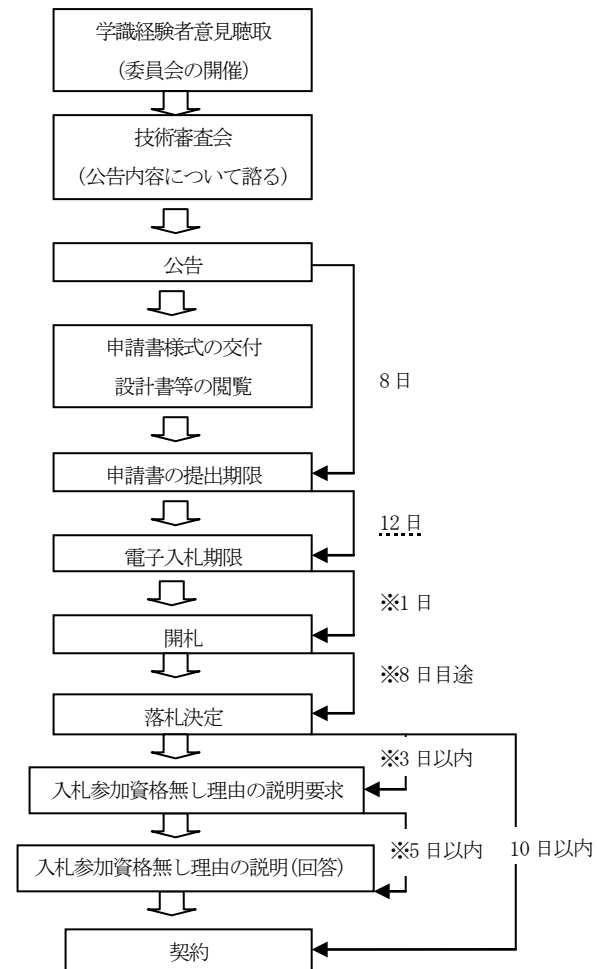 学識経験者意見聴取
(委員会の開催)
技術審査会
(公告内容について諮る)
公告
申請書様式の交付
設計書等の閲覧
8日
申請書の提出期限
12日
電子入札期限
※1日
開札
※8日目途
落札決定
※3日以内
入札参加資格無し理由の説明要求
※5日以内
10日以内
入札参加資格無し理由の説明(回答)
契約